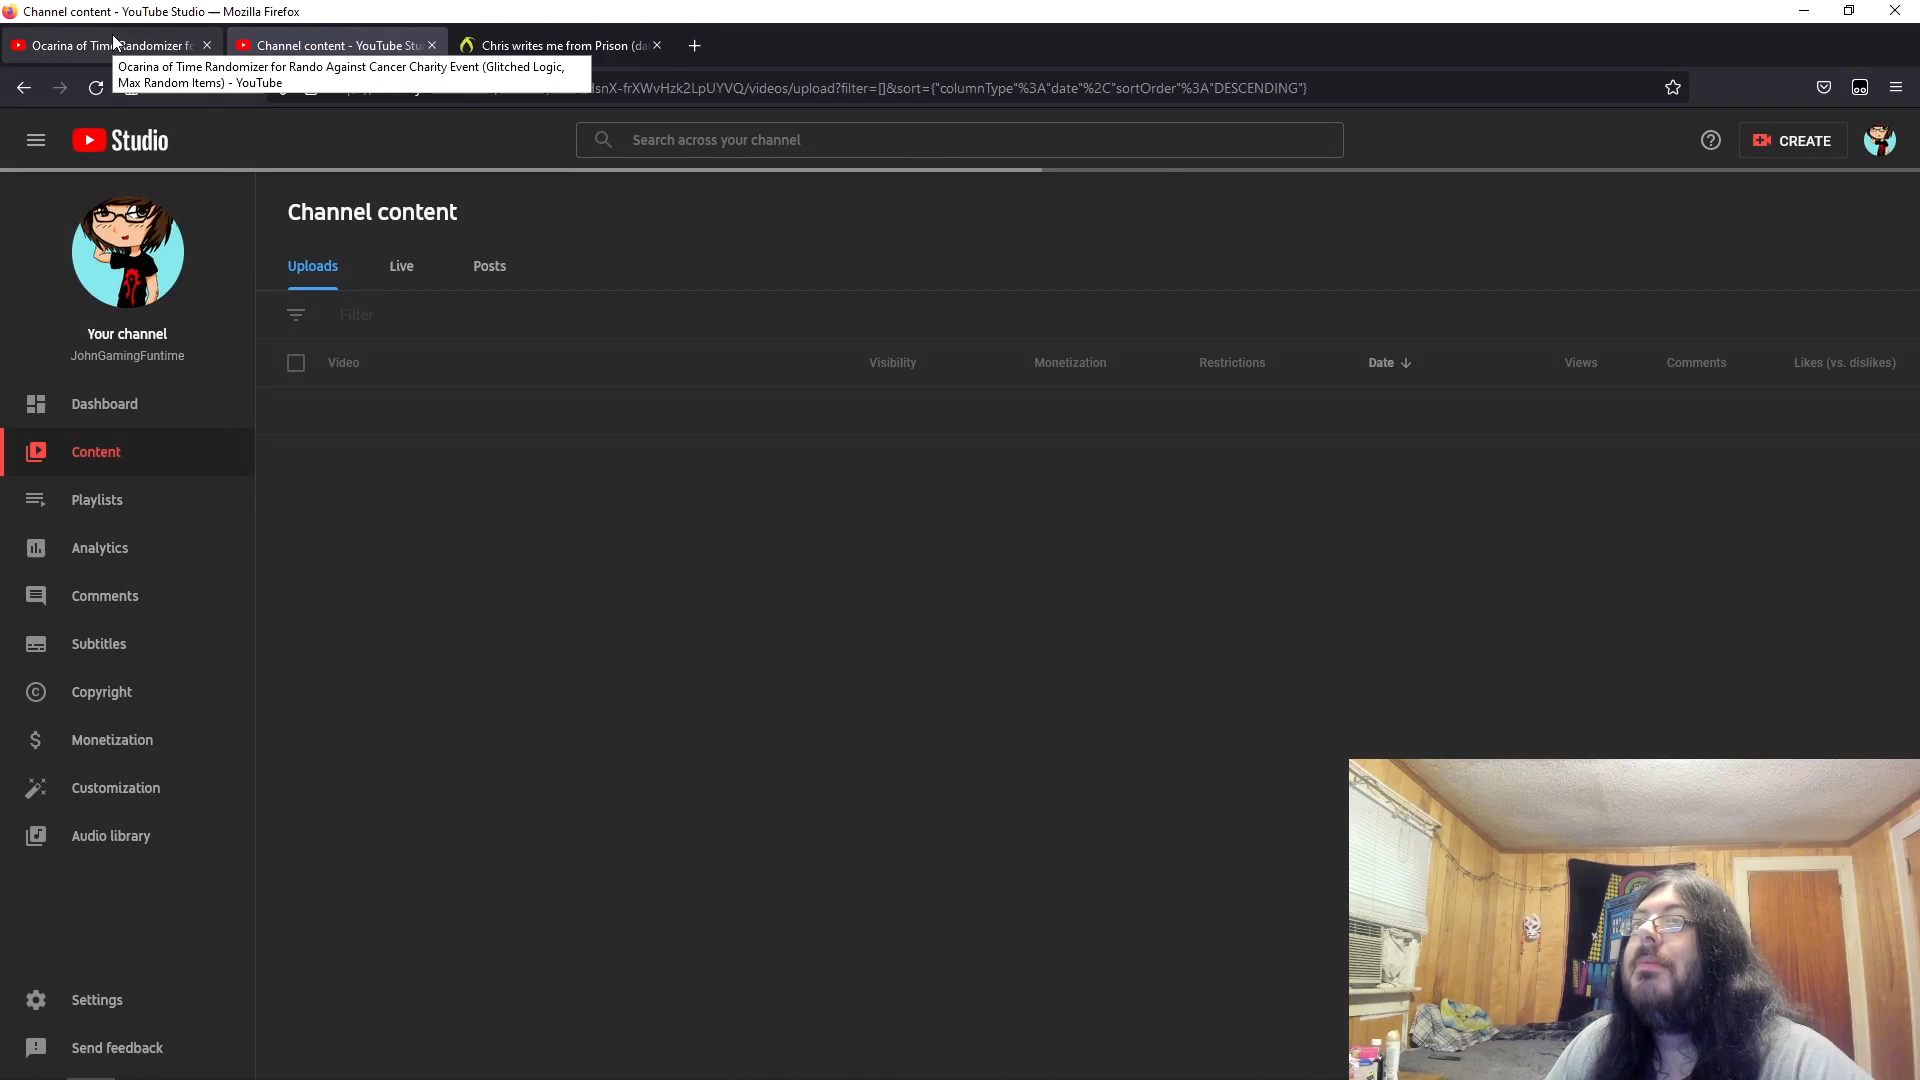 Channel content - YouTube Studio — Mozilla Firefox
Ocarina of Time Randomizer fo
Channel content - YouTube Stu
Chris writes me from Prison (da
Ocarina of Time Randomizer for Rando Against Cancer Charity Event (Glitched Logic,
Max Random Items) - YouTube
snX-frXWvHzk2LpUYVQ/videos/upload?filter=[]&sort={"columnType"%3A"date"%2C"sortOrder"%3A"DESCENDING"}
Studio
Search across your channel
CREATE
Channel content
Uploads
Live
Posts
Filter
Video
Visibility
Monetization
Restrictions
Date
Views
Comments
Likes (vs. dislikes)
Your channel
JohnGamingFuntime
Dashboard
Content
Playlists
Analytics
Comments
Subtitles
Copyright
Monetization
Customization
Audio library
Settings
Send feedback